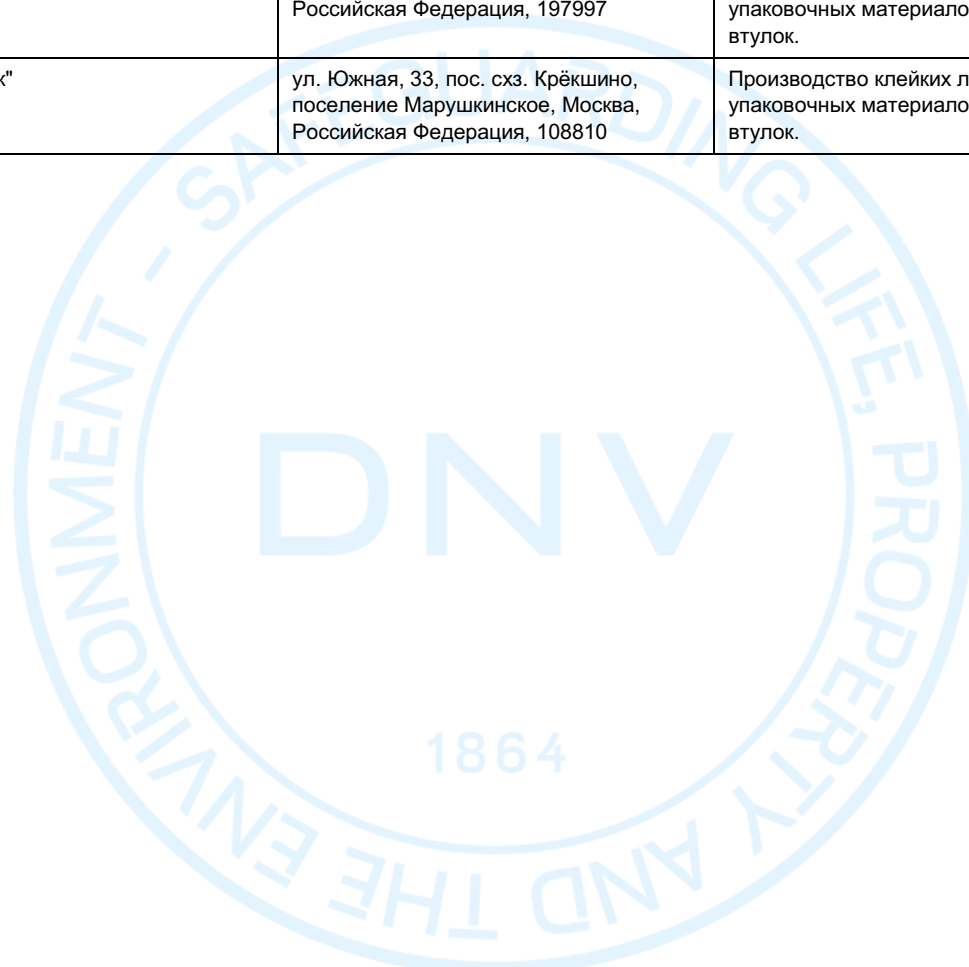 Российская Федерация, 197997
упаковочных материало
втулок.
к"
ул. Южная, 33, пос. схз. Крёкшино,
поселение Марушкинское, Москва,
Российская Федерация, 108810
Производство клейких л
упаковочных материало
втулок.
SAFEGUARDING LIFE, PROPERTY AND THE ENVIRONMENT -
DNV
1864